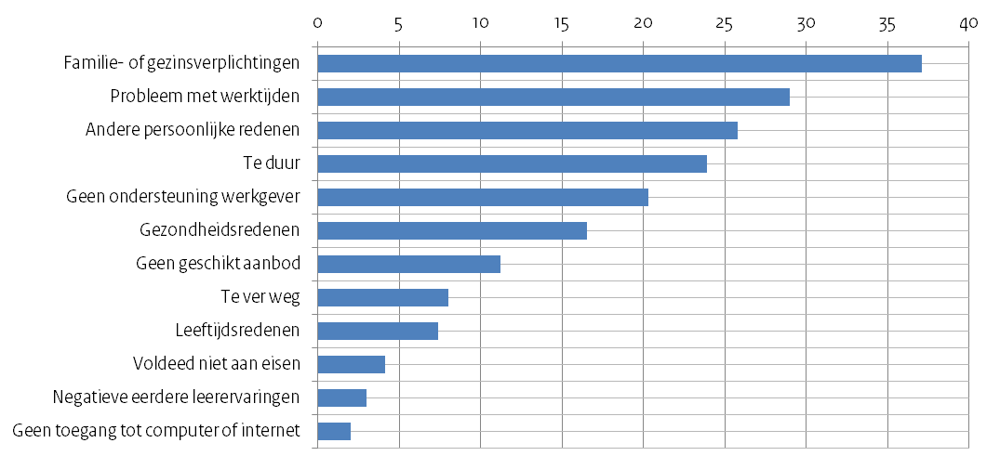 0 5 10 15 20 25 30 35 40
Familie- of gezinsverplichtingen
Probleem met werktijden
Andere persoonlijke redenen
Te duur
Geen ondersteuning werkgever
Gezondheidsredenen
Geen geschikt aanbod
Te ver weg
Leeftijdsredenen
Voldeed niet aan eisen
Negatieve eerdere leerervaringen
Geen toegang tot computer of internet